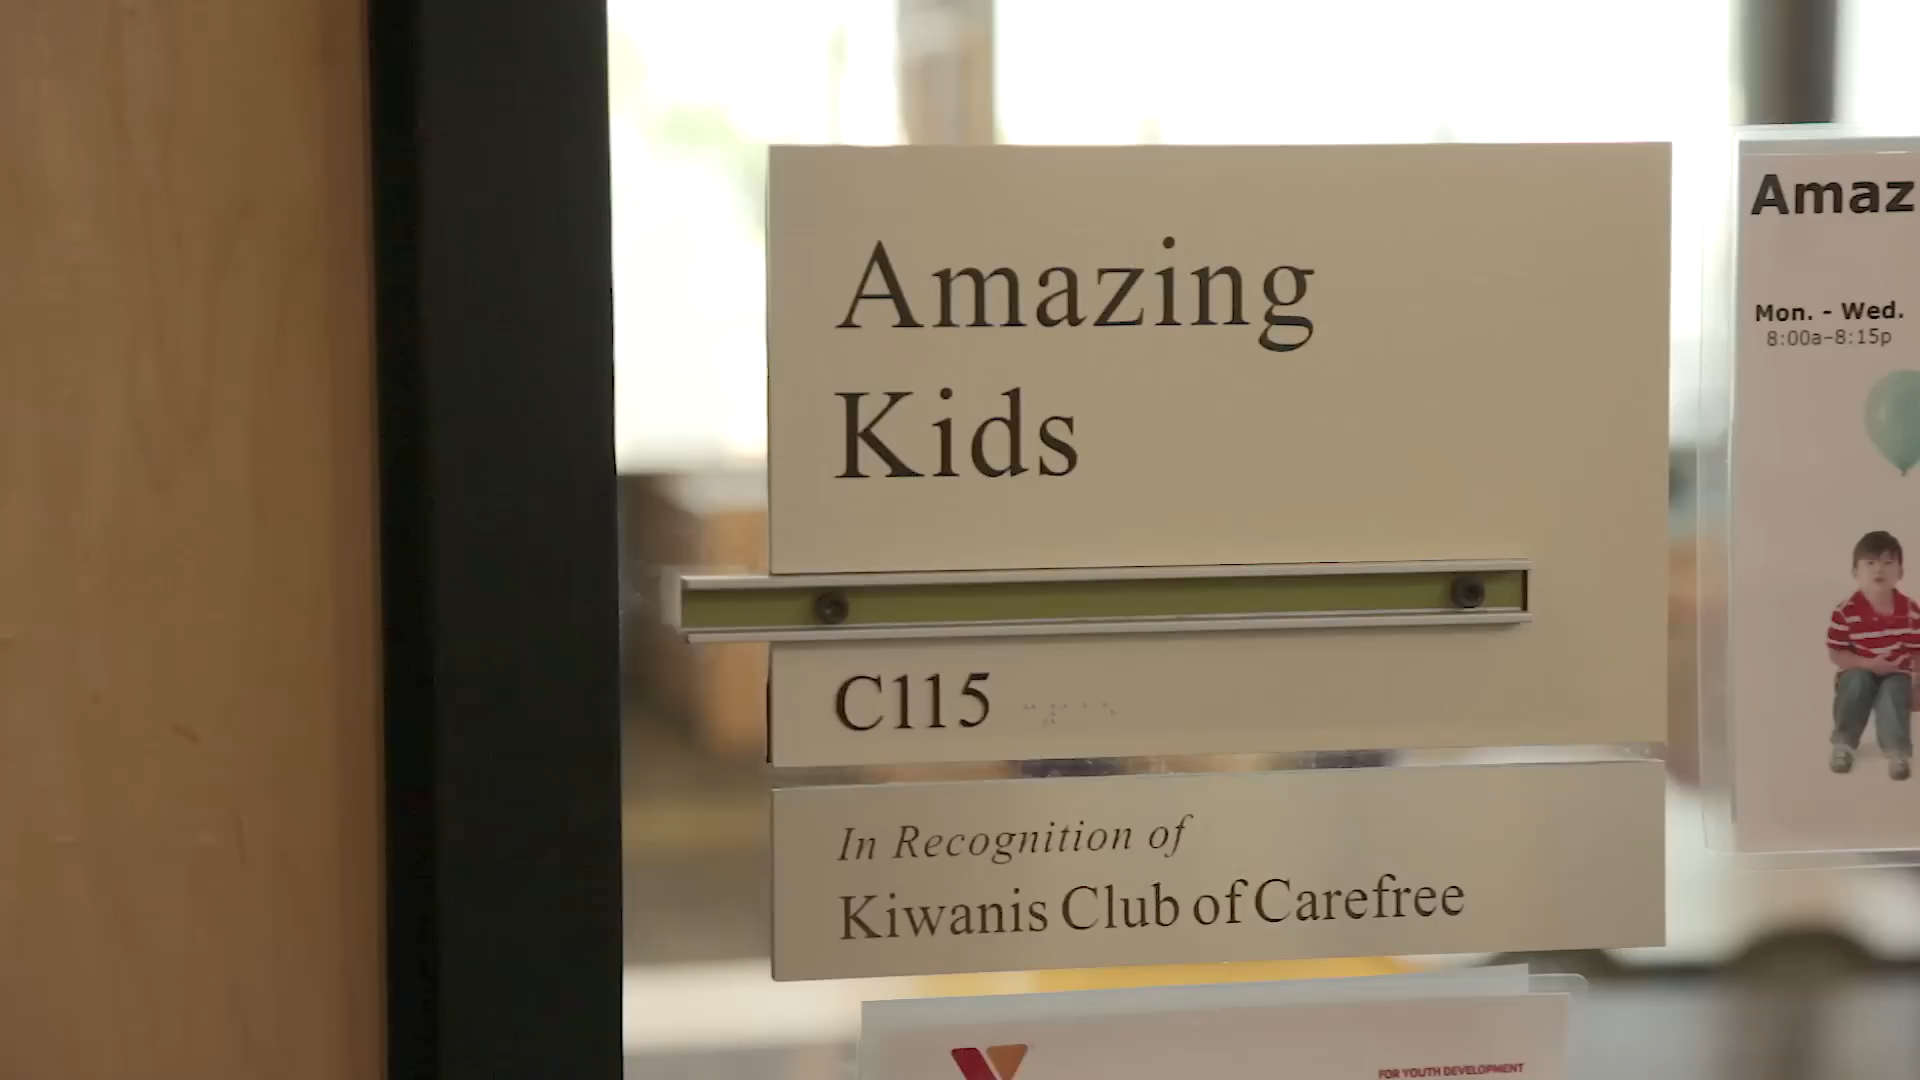 Amazing
Kids
C115
In Recognition of
Kiwanis Club of Carefree
Amaz
Mon. - Wed.
8:00a-8:15p
FOR YOUTH DEVELOPMENT